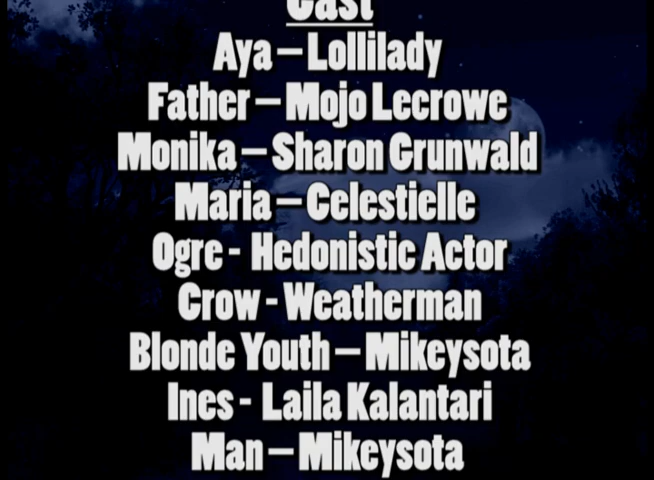 Cast
Aya – Lollilady
Father – Mojo Lecrowe
Monika – Sharon Grunwald
Maria – Celestielle
Ogre - Hedonistic Actor
Crow - Weatherman
Blonde Youth – Mikeysota
Ines - Laila Kalantari
Man – Mikeysota